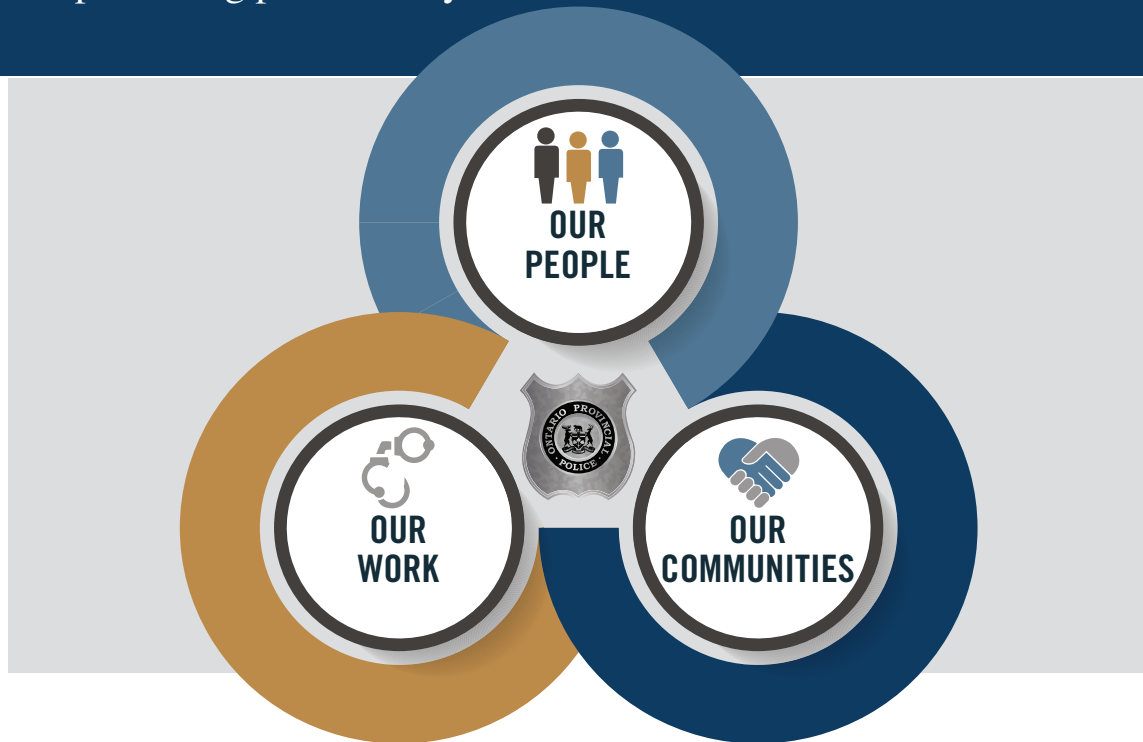 OUR
PEOPLE
ONTARIO PROVINCIAL
POLICE
OUR
WORK
OUR
COMMUNITIES